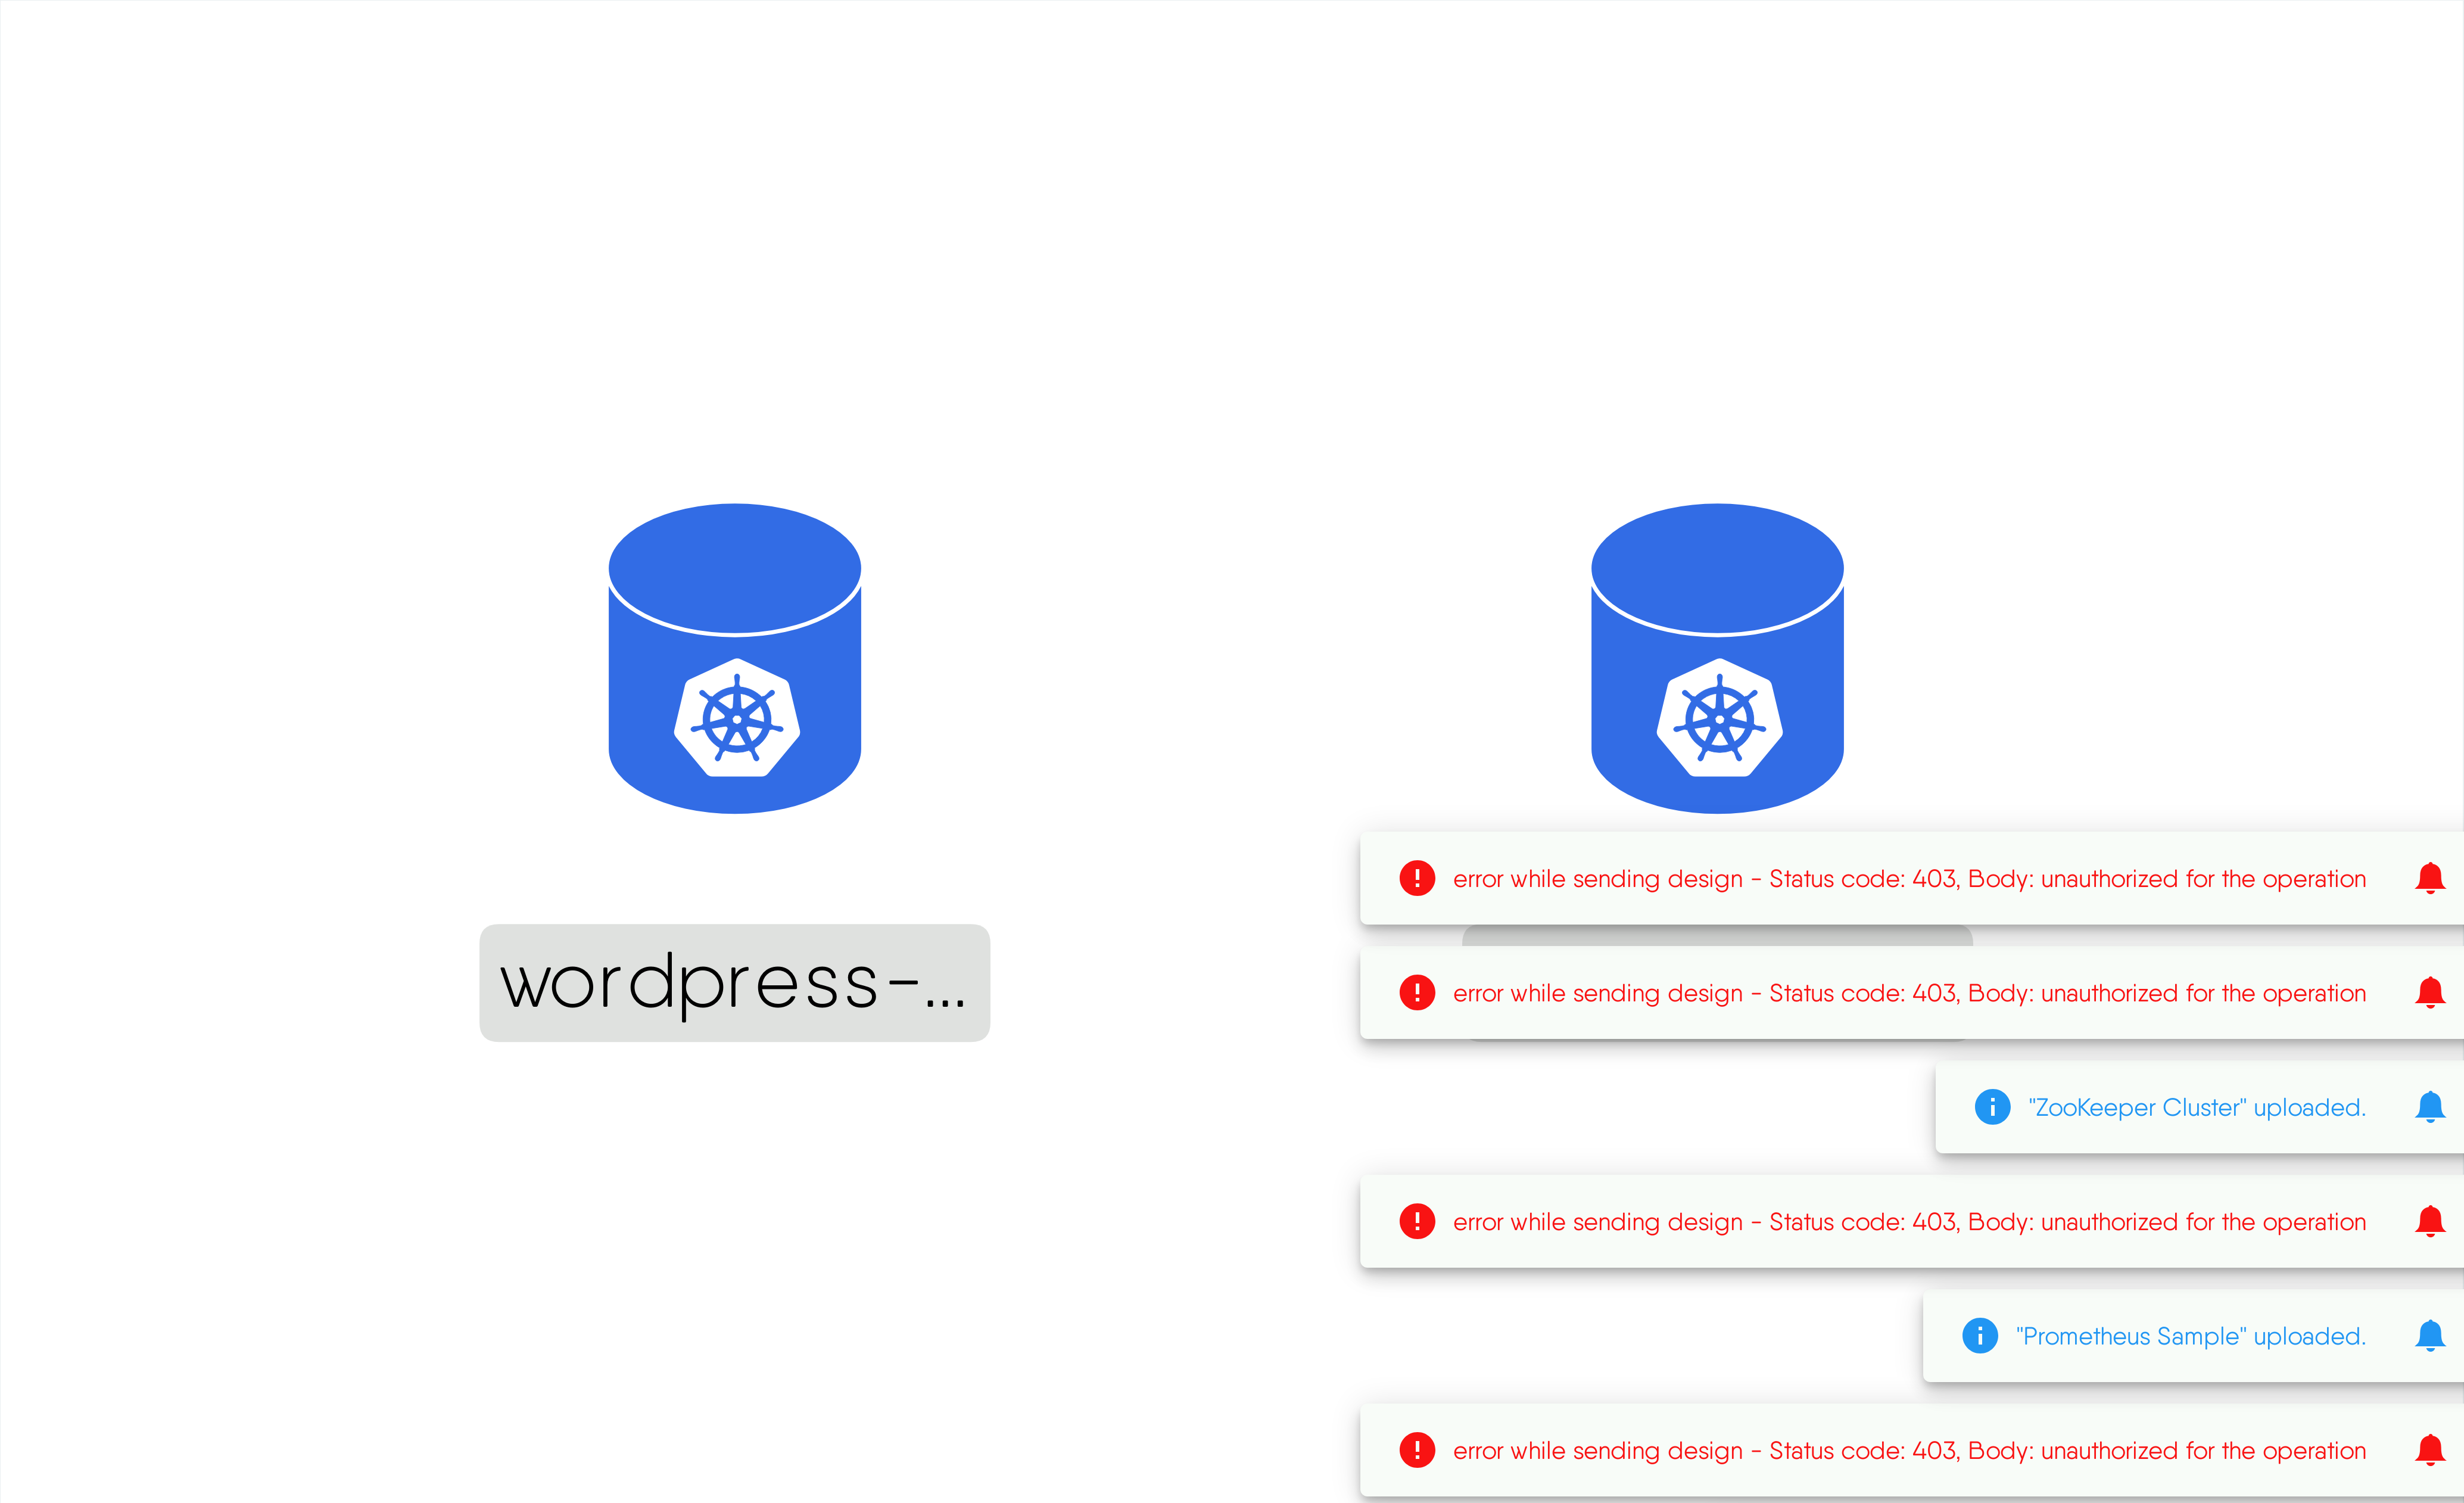 error while sending design - Status code: 403, Body: unauthorized for the operation
wordpress-...
error while sending design - Status code: 403, Body: unauthorized for the operation
"ZooKeeper Cluster" uploaded.
error while sending design - Status code: 403, Body: unauthorized for the operation
"Prometheus Sample" uploaded.
error while sending design - Status code: 403, Body: unauthorized for the operation